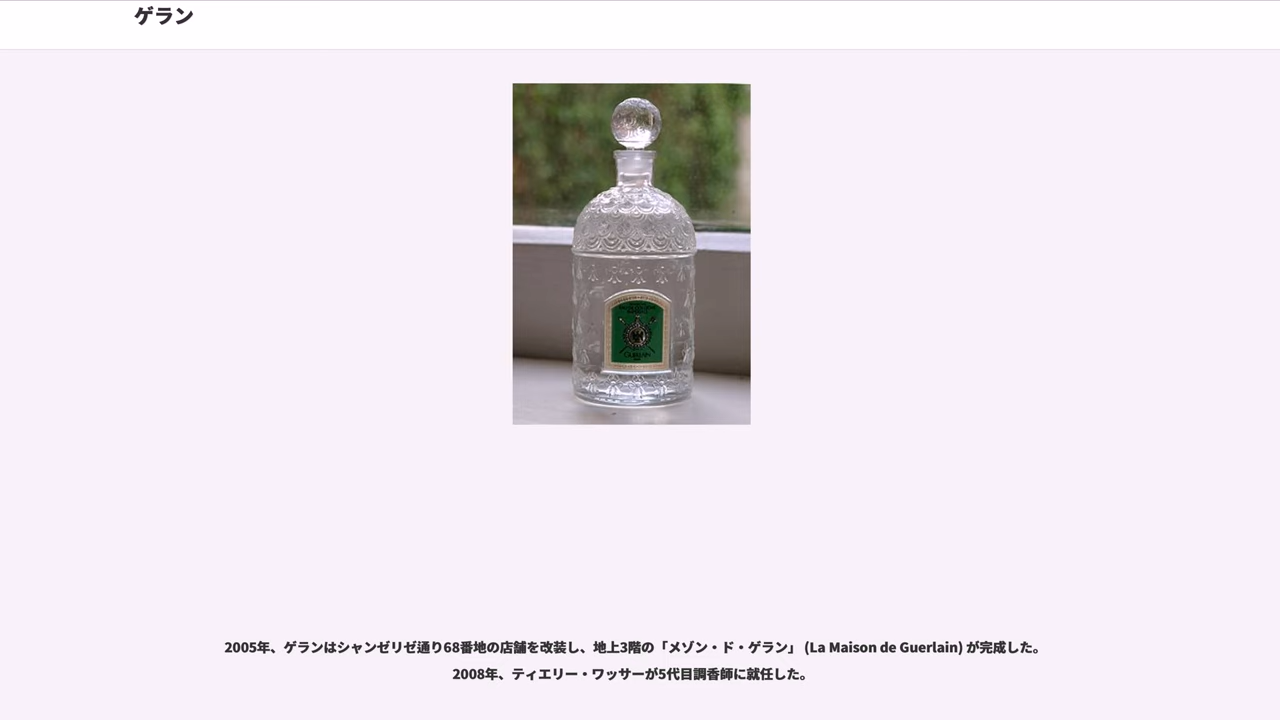 ゲラン
GUERLAIN
2005年、ゲランはシャンゼリゼ通り68番地の店舗を改装し、地上3階の「メゾン・ド・ゲラン」 (La Maison de Guerlain) が完成した。
2008年、ティエリー・ワッサーが5代目調香師に就任した。